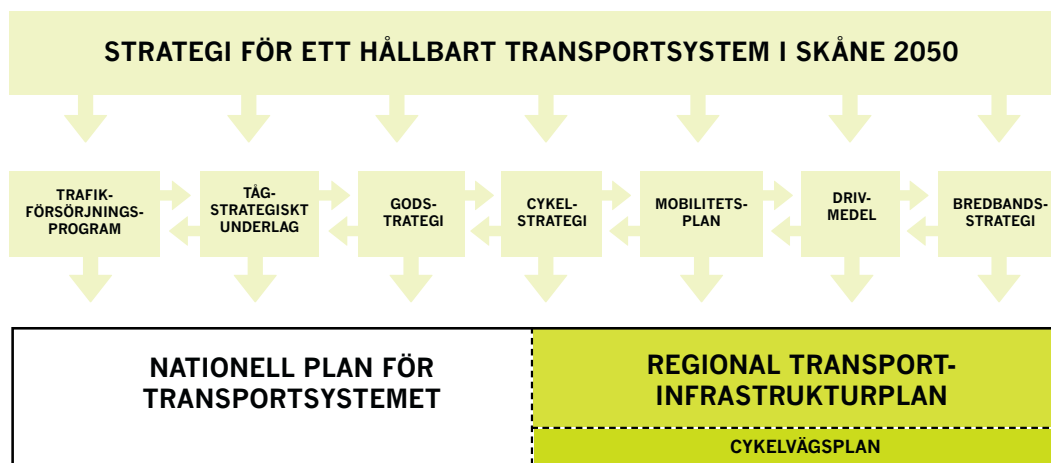 STRATEGI FÖR ETT HÅLLBART TRANSPORTSYSTEM I SKÅNE 2050
TRAFIK-
FÖRSÖRJNINGS-
PROGRAM
TÅG-
STRATEGISKT
UNDERLAG
GODS-
TRATEGI
CYKEL-
STRATEGI
MOBILITETS-
PLAN
DRIV-
MEDEL
BREDBANDS-
STRATEGI
NATIONELL PLAN FÖR
TRANSPORTSYSTEMET
REGIONAL TRANSPORT-
INFRASTRUKTURPLAN
CYKELVÄGSPLAN